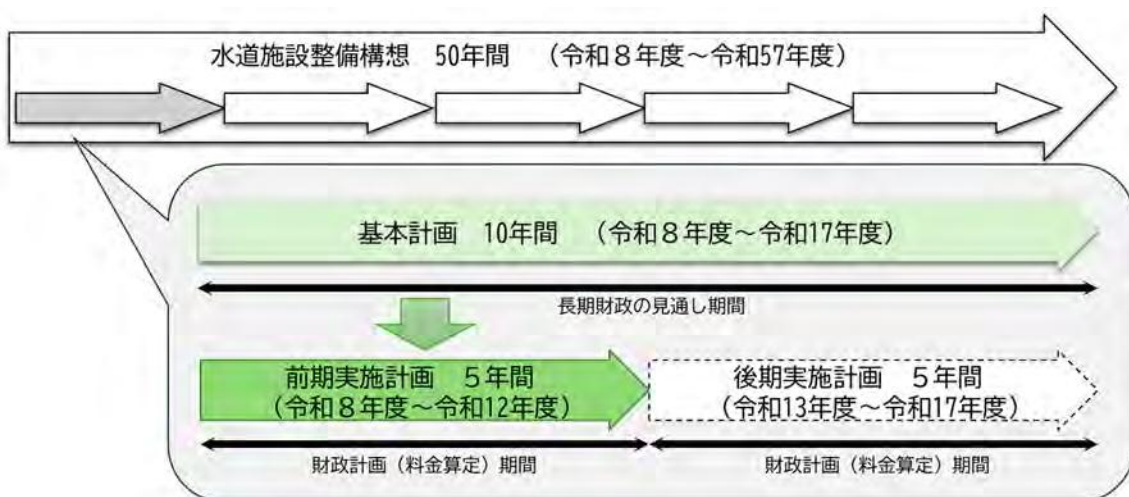 水道施設整備構想 50年間 （令和８年度～令和57年度）
基本計画 10年間 （令和８年度～令和17年度）
長期財政の見通し期間
前期実施計画 ５年間
（令和８年度～令和12年度）
後期実施計画 ５年間
（令和13年度～令和17年度）
財政計画（料金算定）期間
財政計画（料金算定）期間